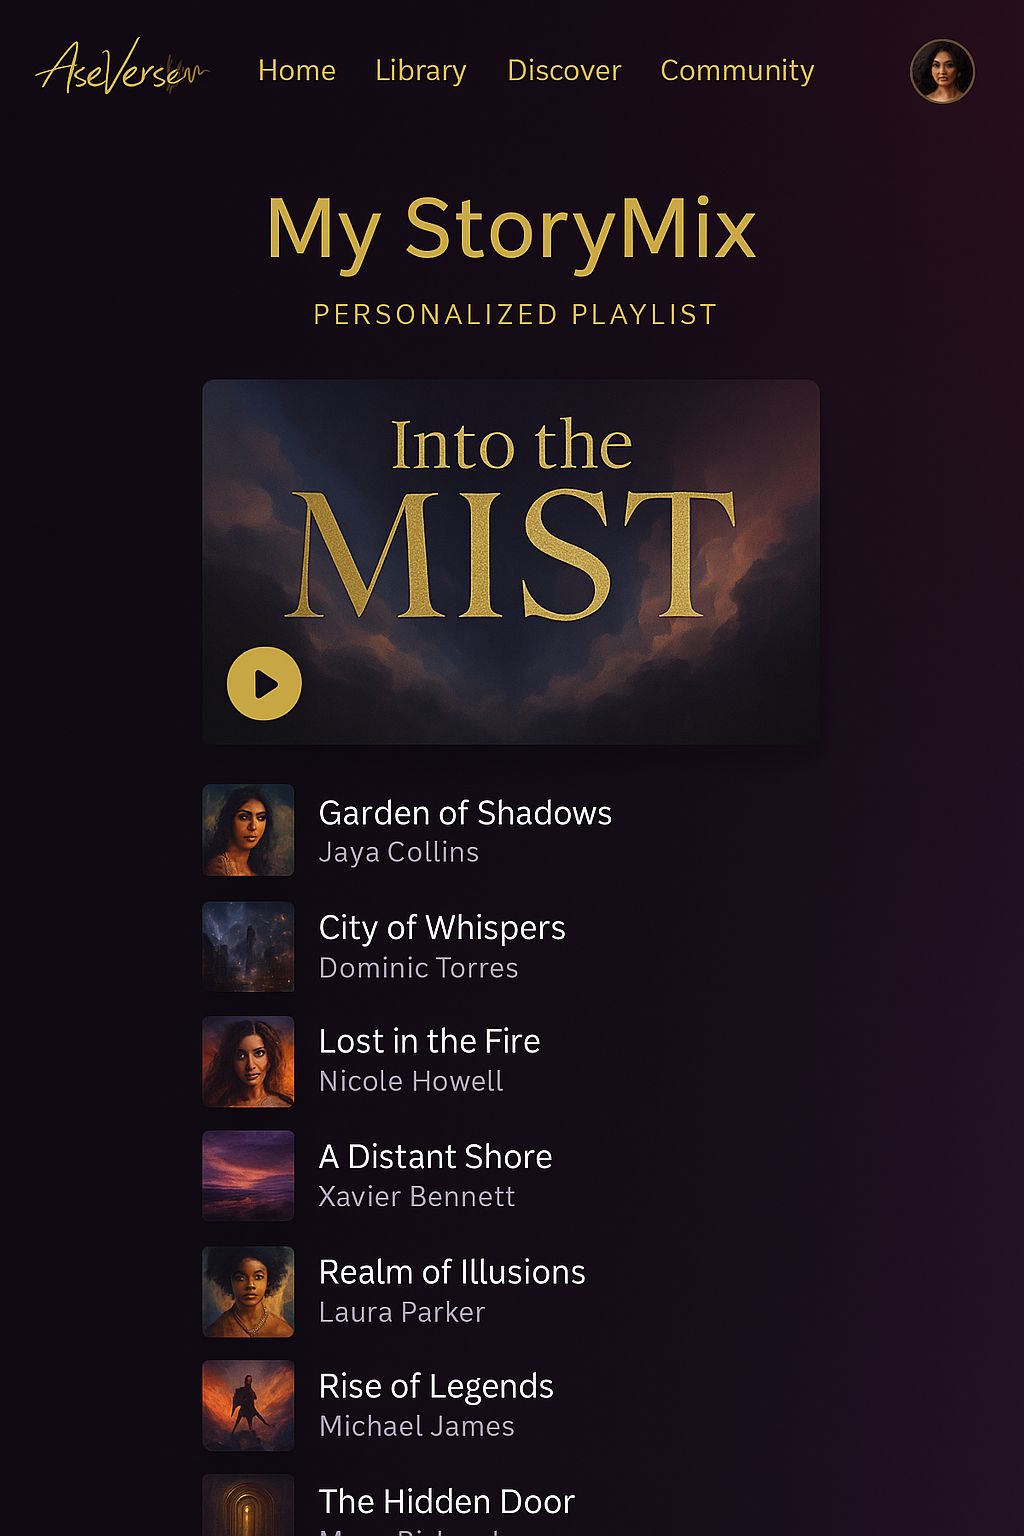 AseVerse
Home Library Discover Community
My StoryMix
PERSONALIZED PLAYLIST
Into the
MIST
Garden of Shadows
Jaya Collins
City of Whispers
Dominic Torres
Lost in the Fire
Nicole Howell
A Distant Shore
Xavier Bennett
Realm of Illusions
Laura Parker
Rise of Legends
Michael James
The Hidden Door